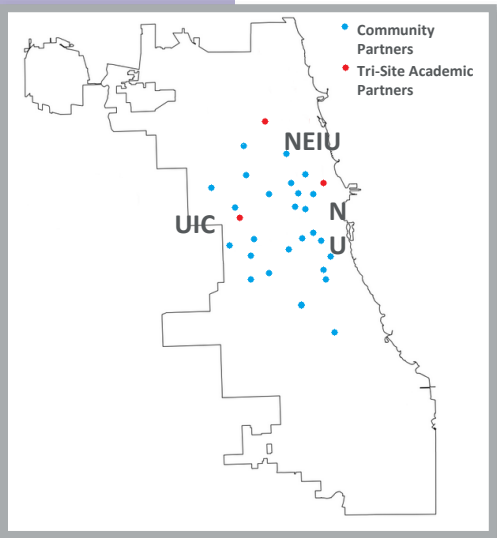 Community
Partners
Tri-Site Academic
Partners
NEIU
N
U
UIC